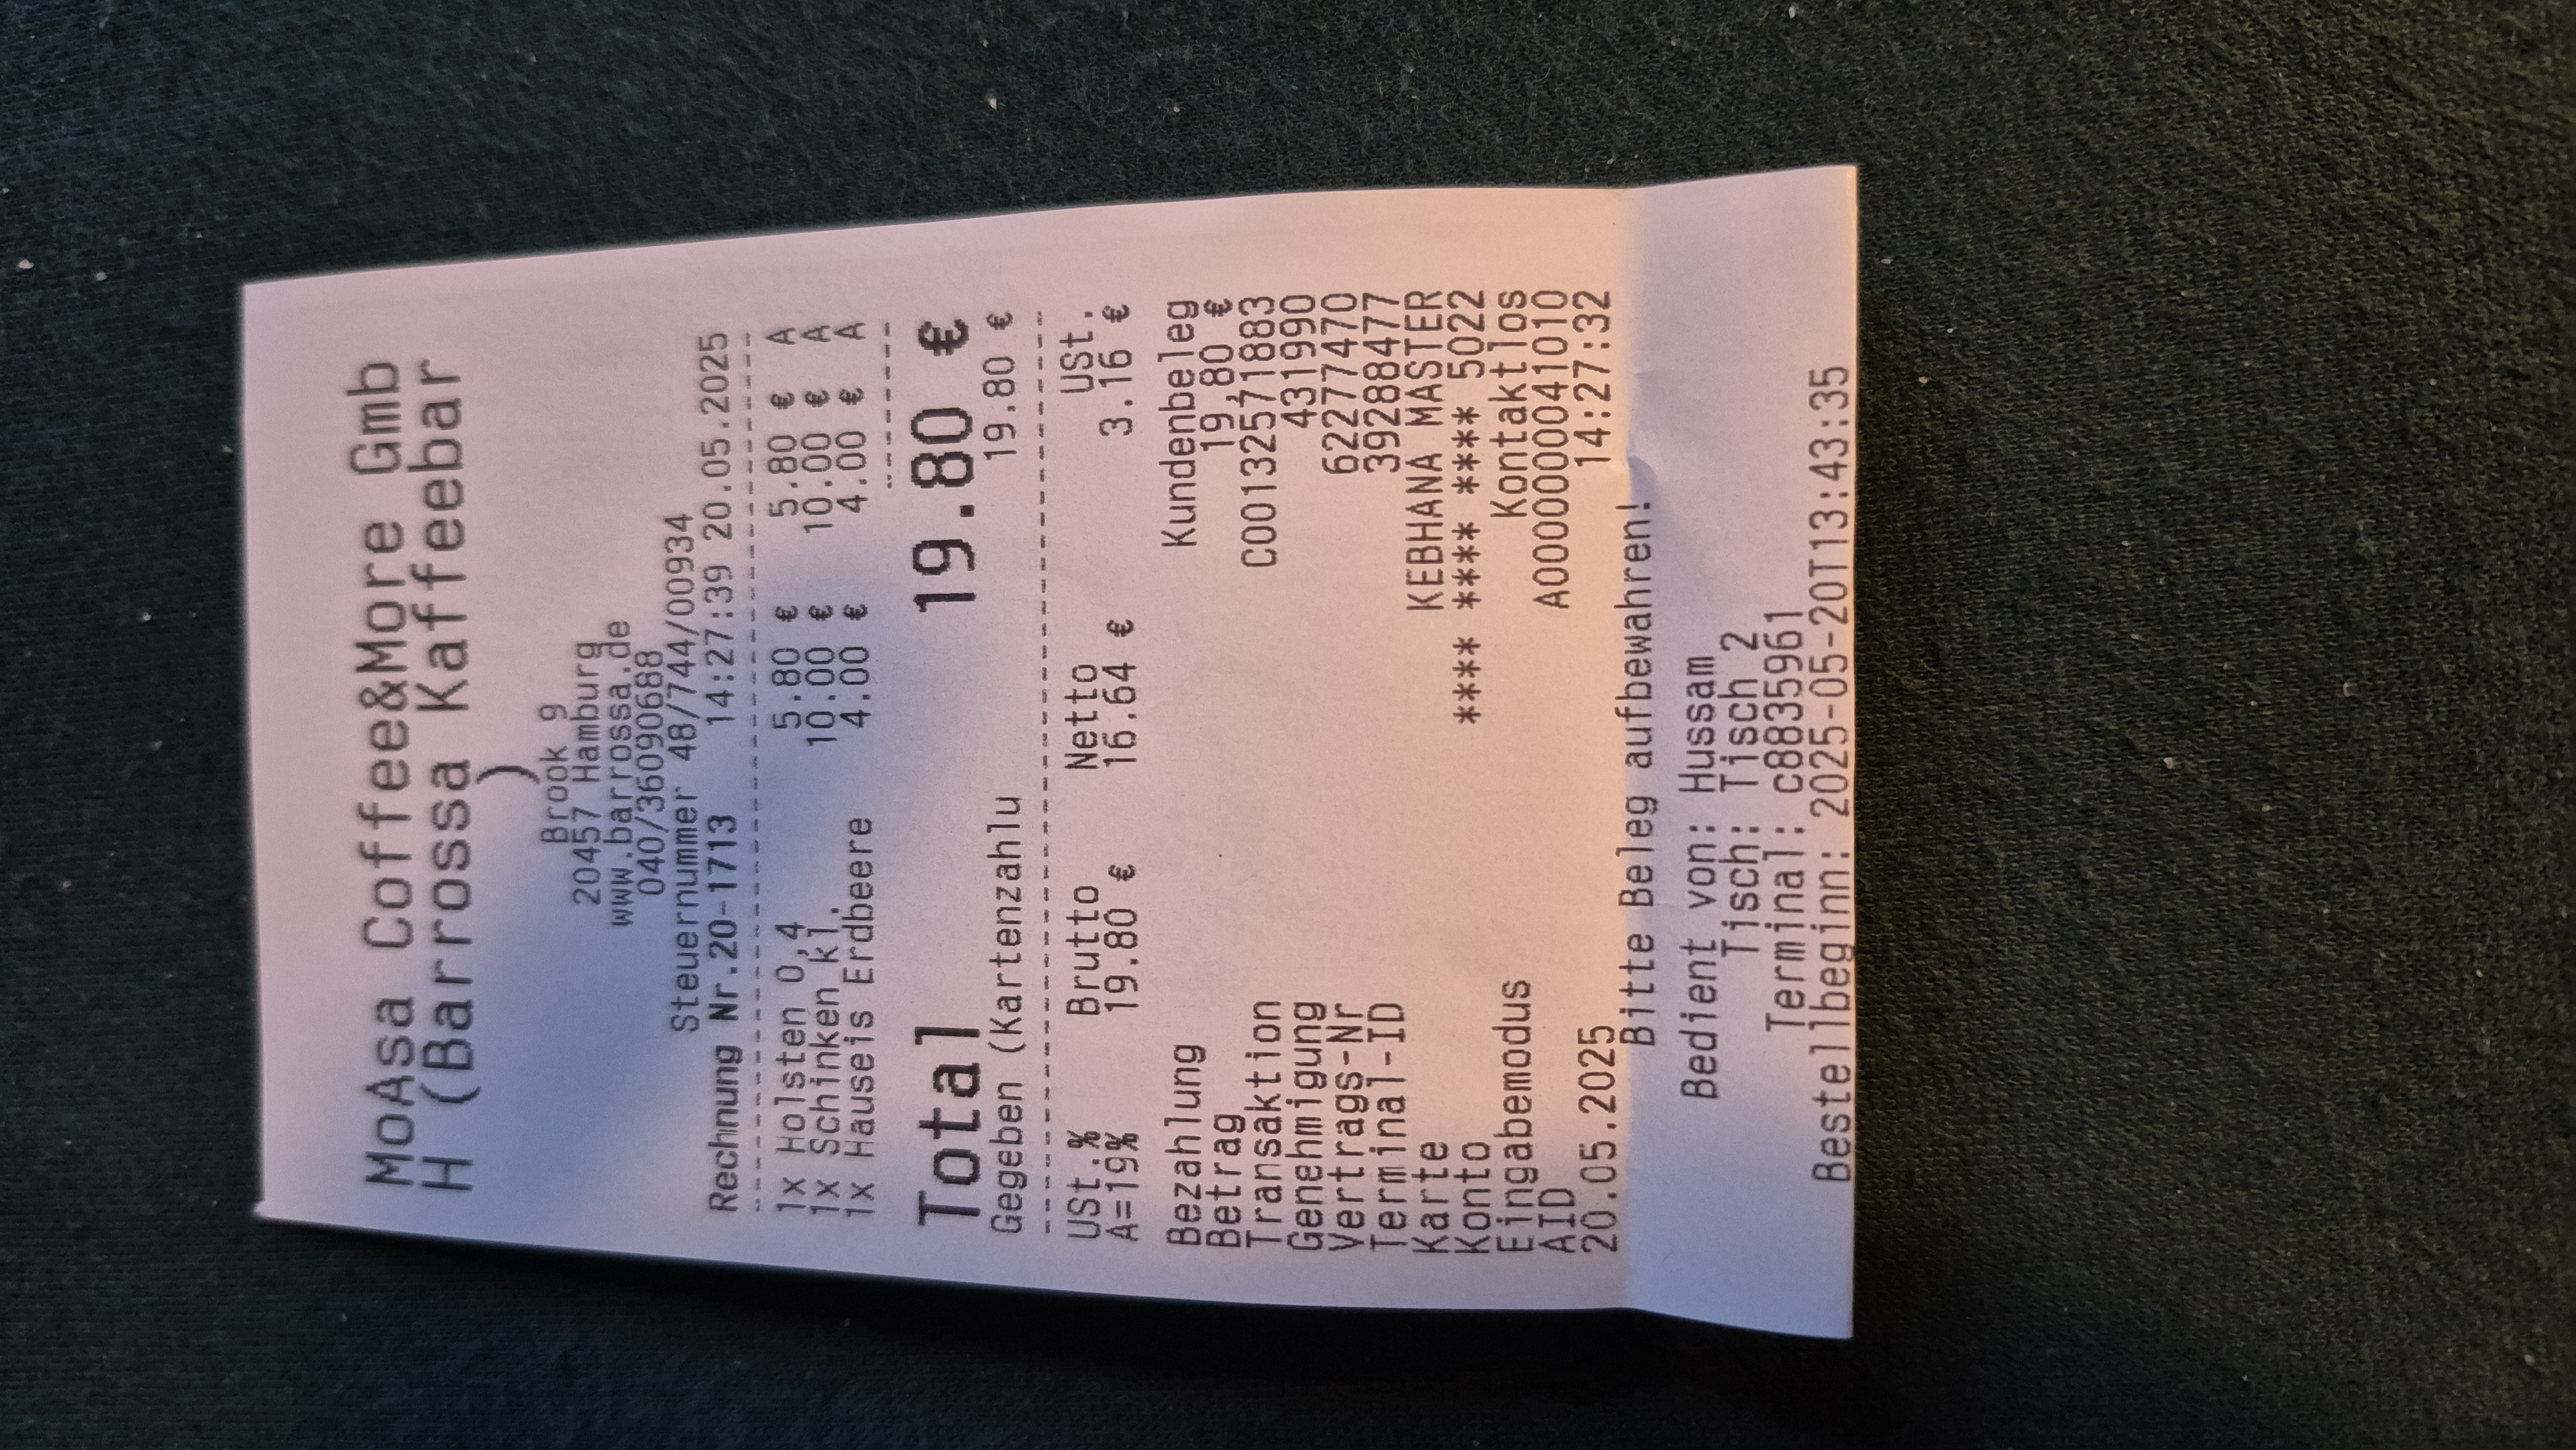 MoAsa Coffee&More Gmb
H (Barrossa Kaffeebar
)
Brook 9
20457 Hamburg
www.barrossa.de
040/36090688
Steuernummer 48/744/00934
Rechnung Nr.20-1713 14:27:39 20.05.2025
1x Holsten 0,4 5.80 € 5.80 € A
1x Schinken kl. 10.00 € 10.00 € A
1x Hauseis Erdbeere 4.00 € 4.00 € A
Total 19.80 €
Gegeben (Kartenzahlu 19.80 €
USt.% Brutto Netto USt.
A=19% 19.80 € 16.64 € 3.16 €
Bezahlung Kundenbeleg
Betrag 19,80 €
Transaktion C00132571883
Genehmigung 431990
Vertrags-Nr 622777470
Terminal-ID 392888477
Karte KEBHANA MASTER
Konto **** **** **** 5022
Eingabemodus Kontaktlos
AID A0000000041010
20.05.2025 14:27:32
Bitte Beleg aufbewahren!
Bedient von: Hussam
Tisch: Tisch 2
Terminal: c8835961
Bestellbeginn: 2025-05-20T13:43:35